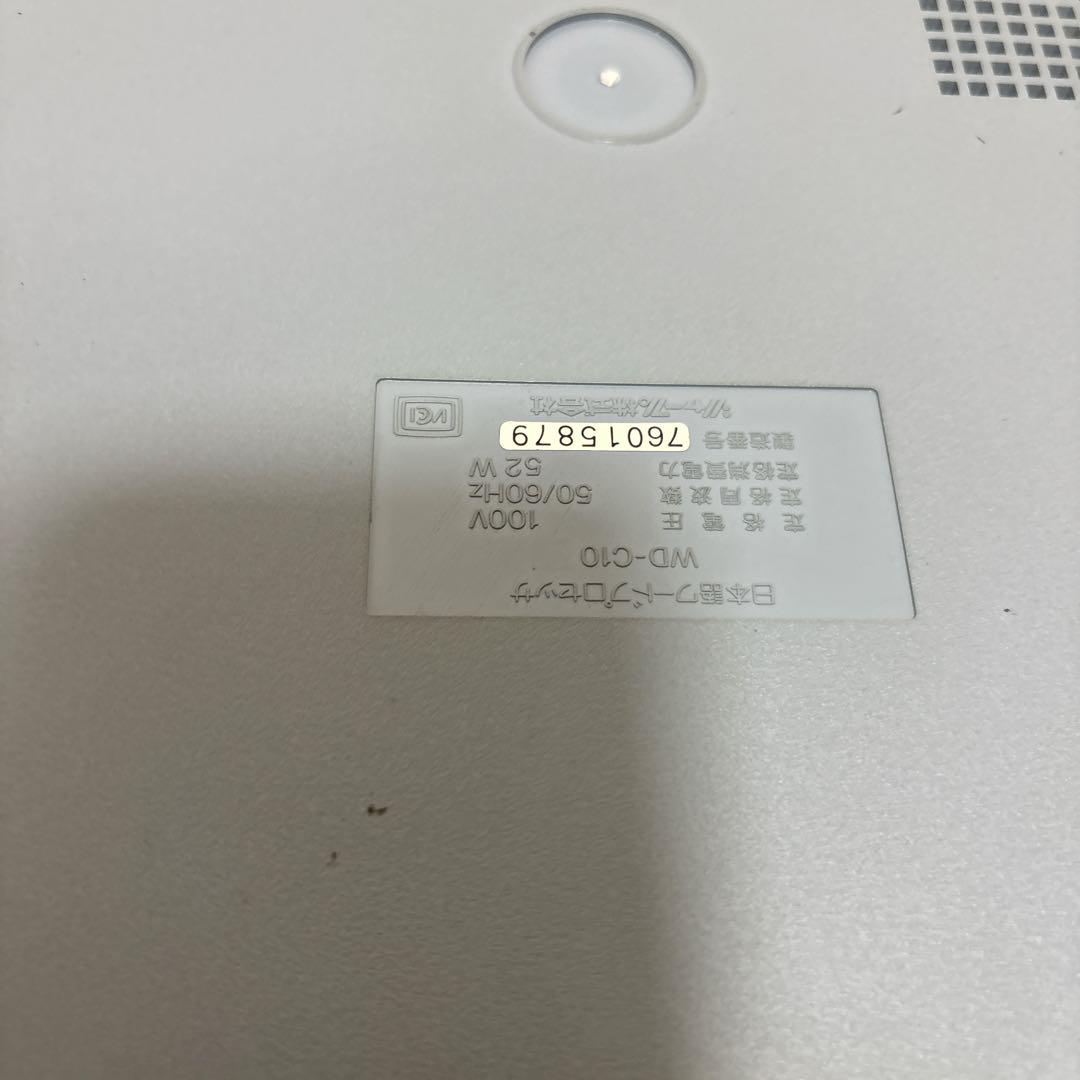 日本語ワードプロセッサ
WD-C10
定格電圧 100V
定格周波数 50/60Hz
定格消費電力 52W
製造番号 76015879
シャープ株式会社
VCI